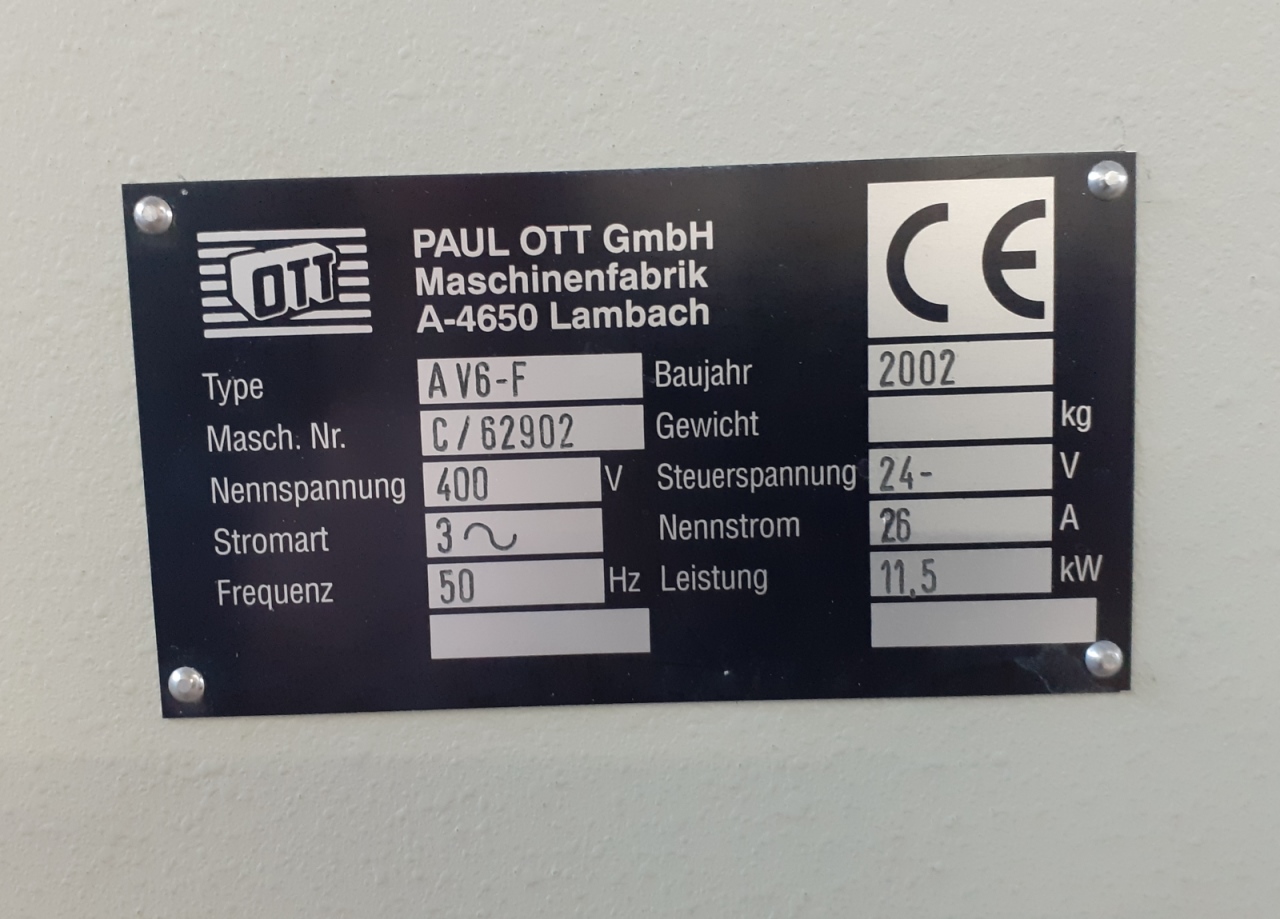 OTT
PAUL OTT GmbH
Maschinenfabrik
A-4650 Lambach
CE
Type AV6-F Baujahr 2002
Masch. Nr. C/62902 Gewicht kg
Nennspannung 400 V Steuerspannung 24- V
Stromart 3~ Nennstrom 26 A
Frequenz 50 Hz Leistung 11,5 kW